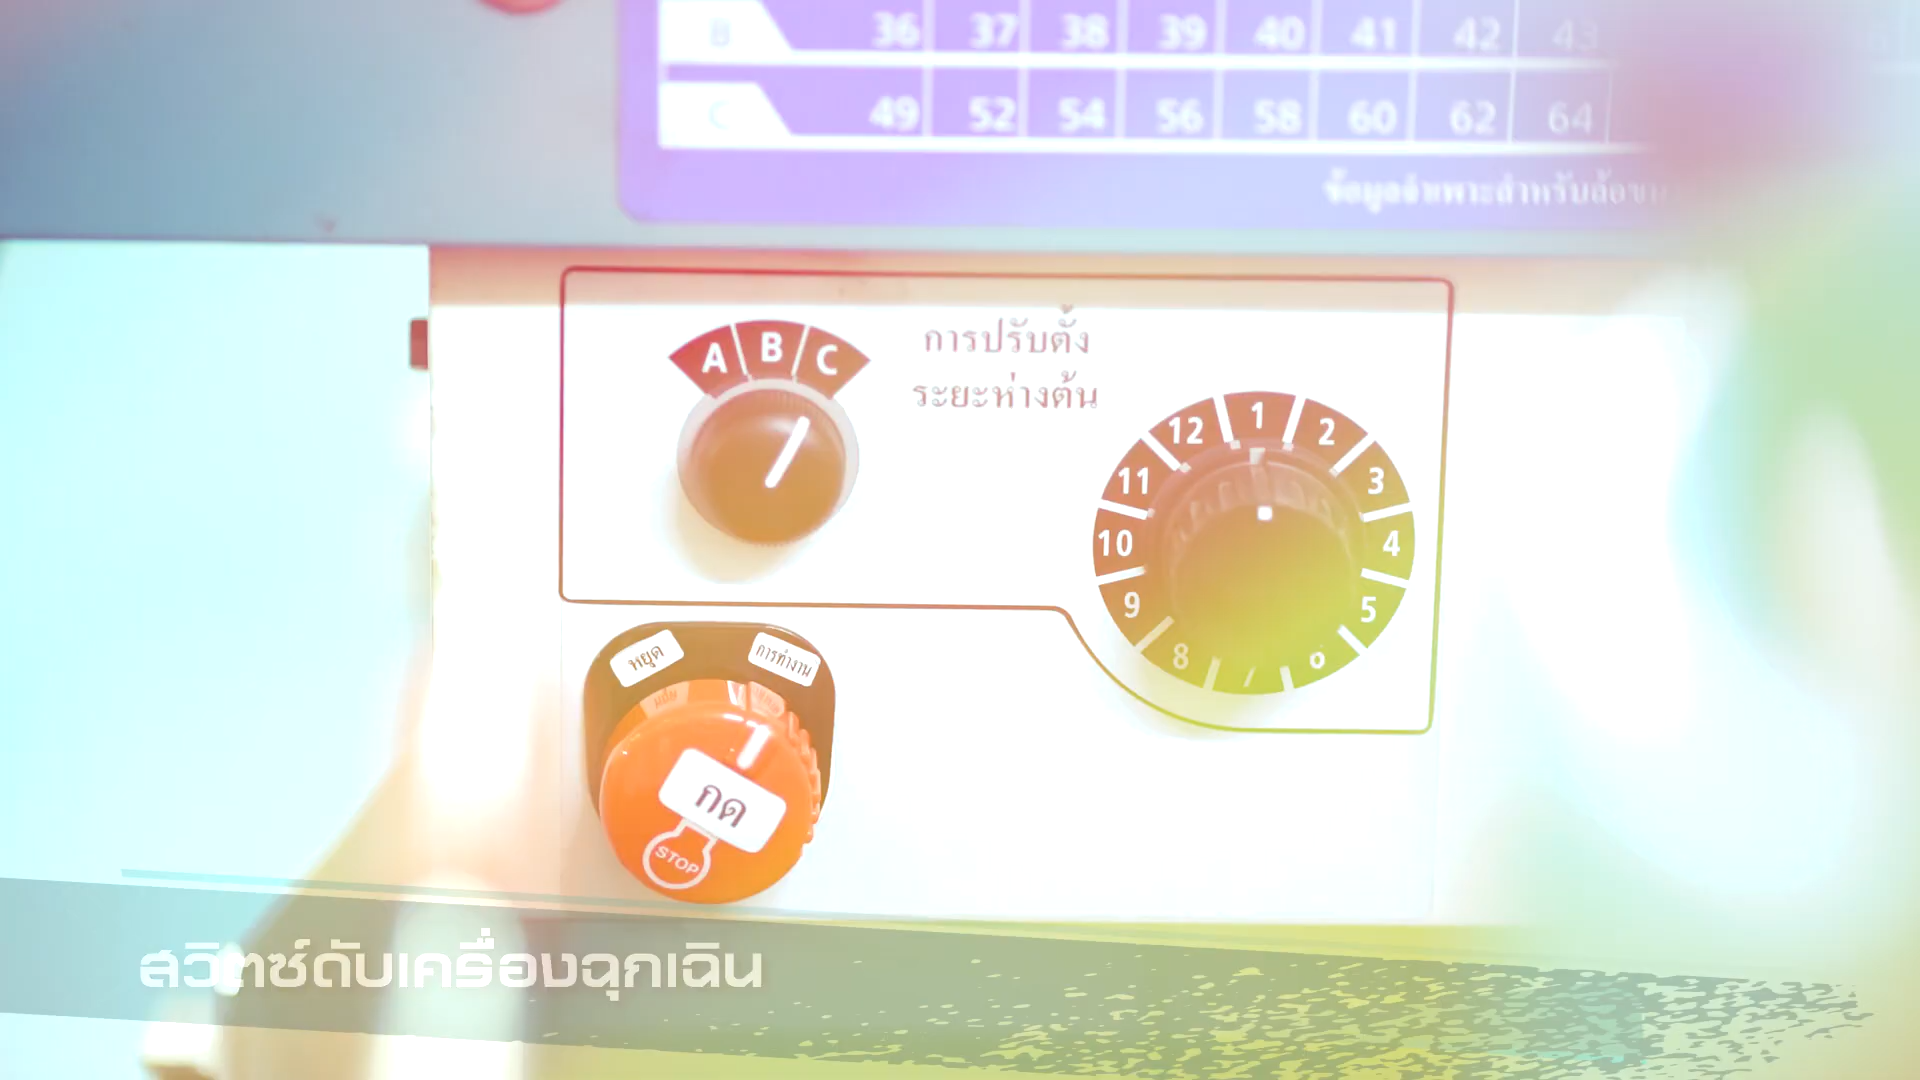 B 36 37 38 39 40 41 42 43
C 49 52 54 56 58 60 62 64
A B C
การปรับตั้ง
ระยะห่างต้น
12 1 2 3 4 5 8 9 10 11
หยุด การทำงาน
กด
STOP
สวิตซ์ดับเครื่องฉุกเฉิน